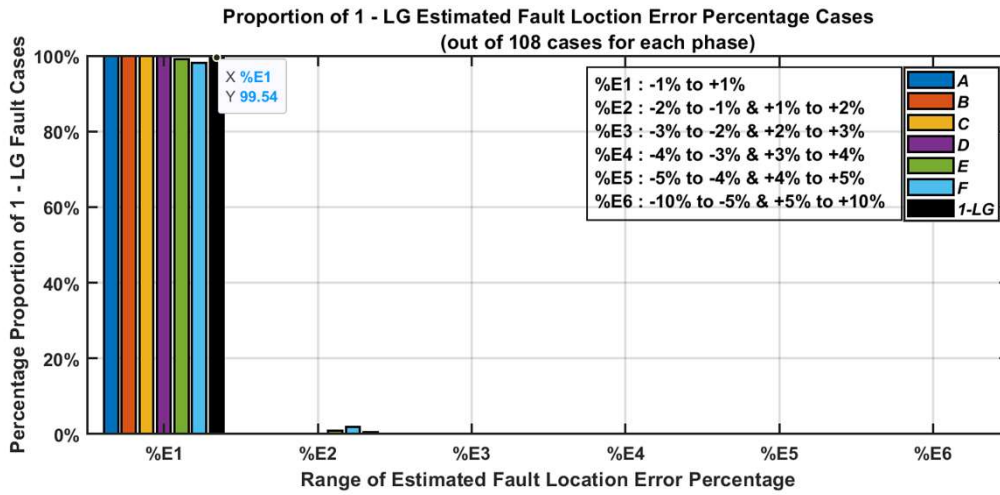 Proportion of 1 - LG Estimated Fault Loction Error Percentage Cases
(out of 108 cases for each phase)
Percentage Proportion of 1 - LG Fault Cases
100%
80%
60%
40%
20%
0%
X %E1
Y 99.54
%E1 : -1% to +1%
%E2 : -2% to -1% & +1% to +2%
%E3 : -3% to -2% & +2% to +3%
%E4 : -4% to -3% & +3% to +4%
%E5 : -5% to -4% & +4% to +5%
%E6 : -10% to -5% & +5% to +10%
A
B
C
D
E
F
1-LG
%E1 %E2 %E3 %E4 %E5 %E6
Range of Estimated Fault Location Error Percentage